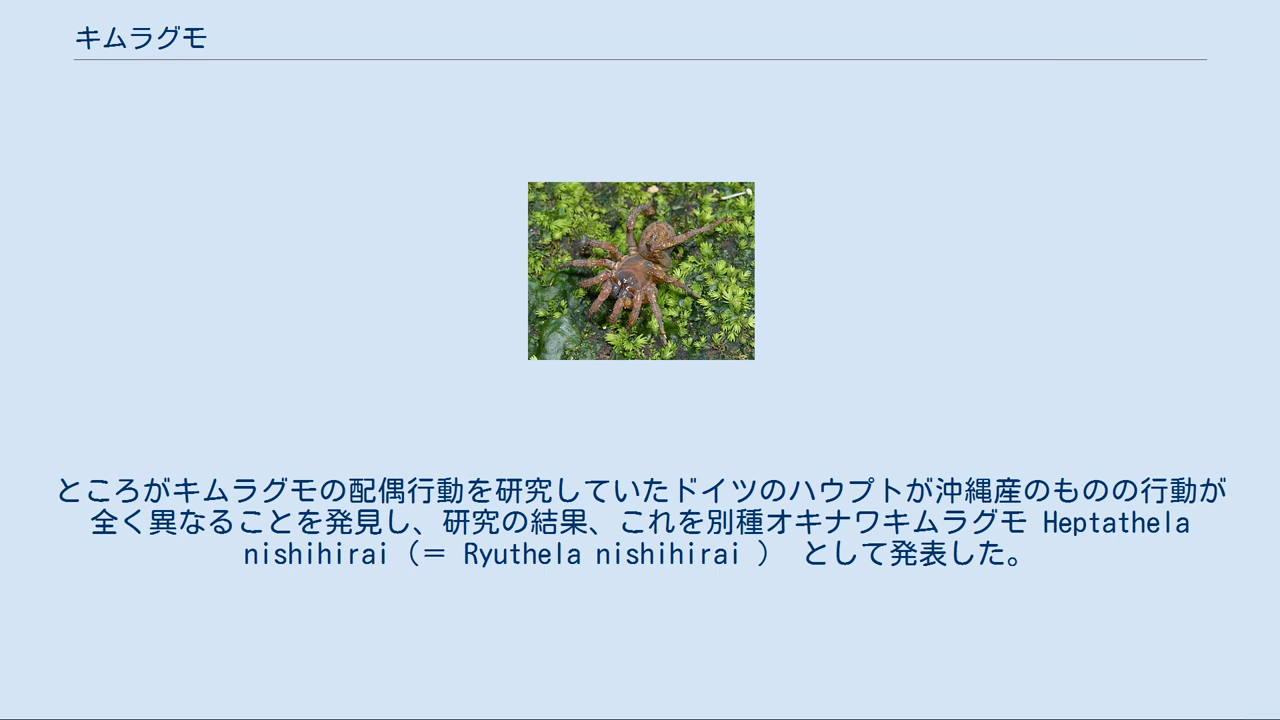 キムラグモ
ところがキムラグモの配偶行動を研究していたドイツのハウプトが沖縄産のものの行動が
全く異なることを発見し、研究の結果、これを別種オキナワキムラグモ Heptathela
nishihirai（＝ Ryuthela nishihirai ） として発表した。